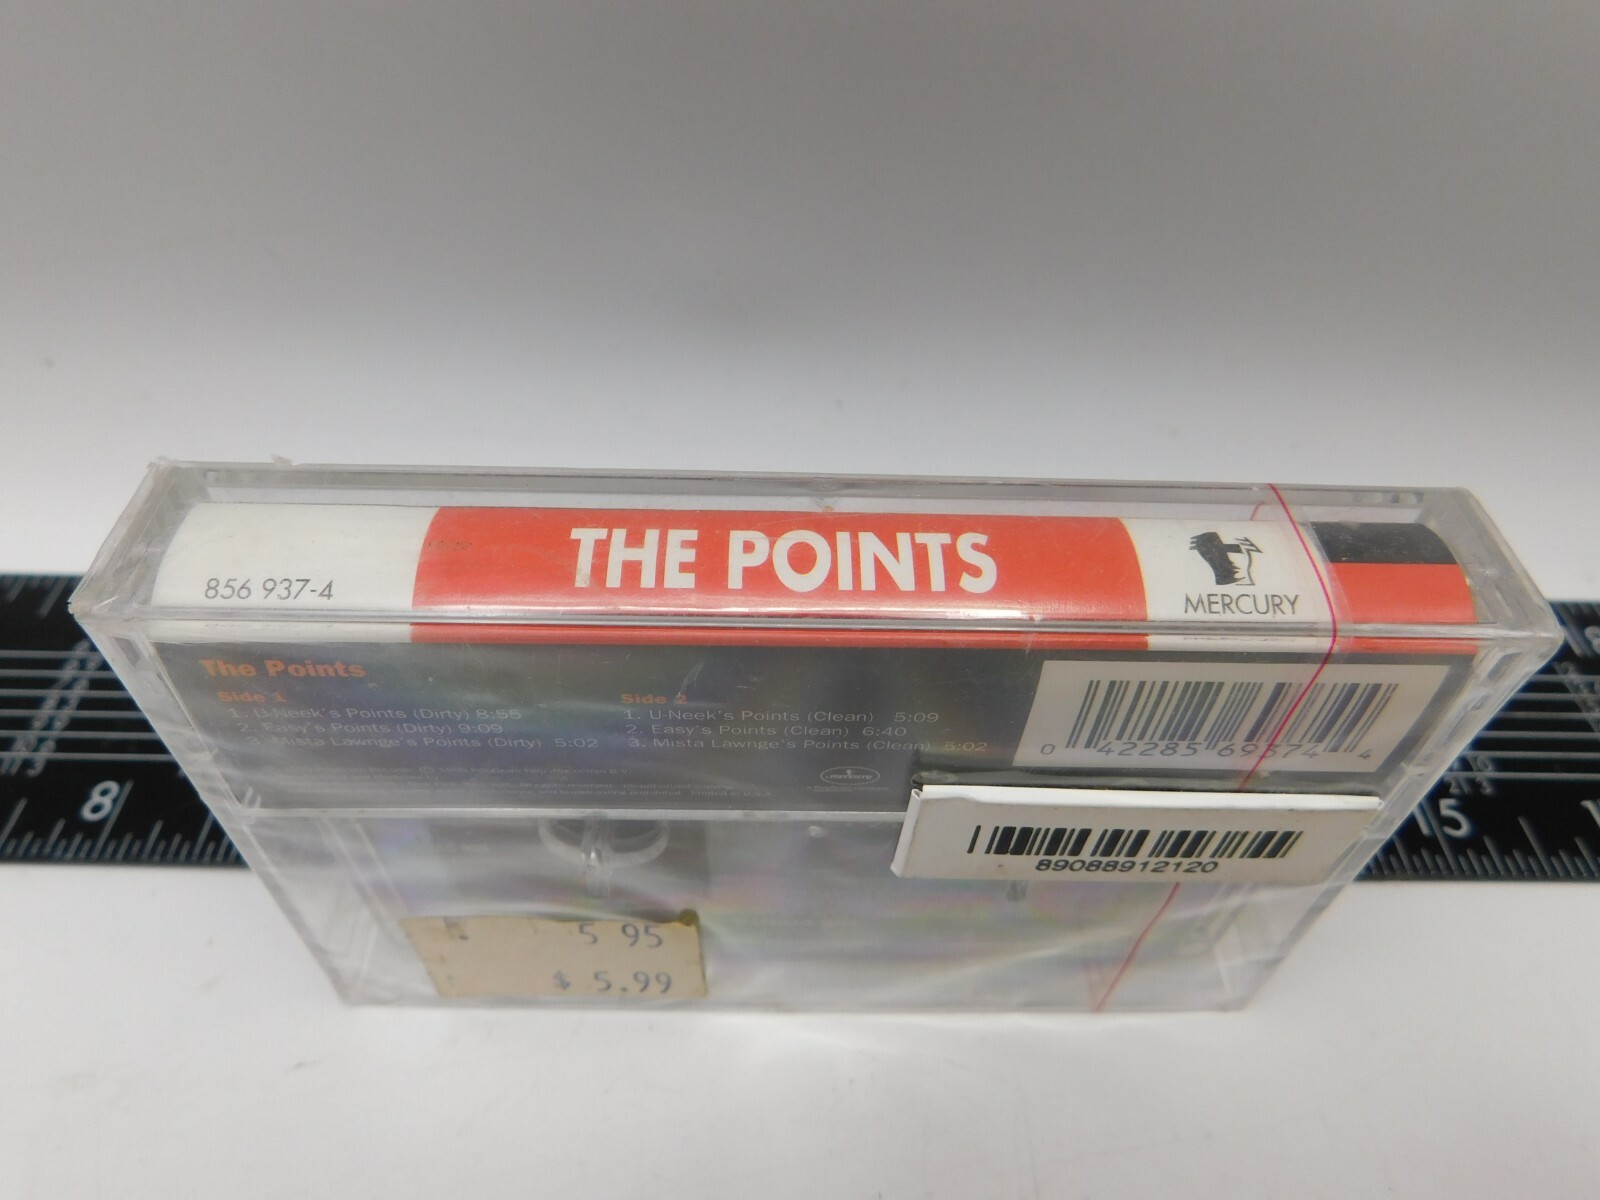 856 937-4
THE POINTS
MERCURY
The Points
Side 1
1. U-Neek's Points (Dirty) 8:55
2. Easy's Points (Dirty) 9:09
3. Mista Lawnge's Points (Dirty) 5:02
Side 2
1. U-Neek's Points (Clean) 5:09
2. Easy's Points (Clean) 6:40
3. Mista Lawnge's Points (Clean) 5:02
0 42285 69374 4
89088912120
5 95
$ 5.99
8
15